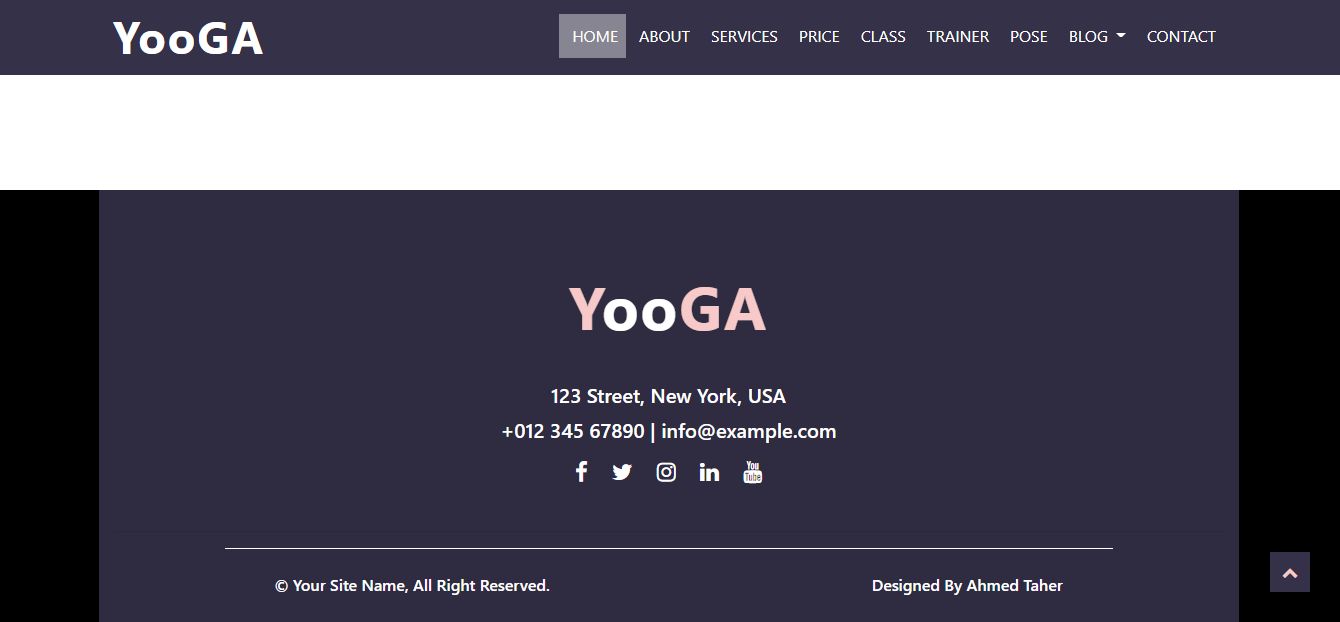 YooGA
HOME ABOUT SERVICES PRICE CLASS TRAINER POSE BLOG CONTACT
YooGA
123 Street, New York, USA
+012 345 67890 | info@example.com
You Tube
© Your Site Name, All Right Reserved. Designed By Ahmed Taher